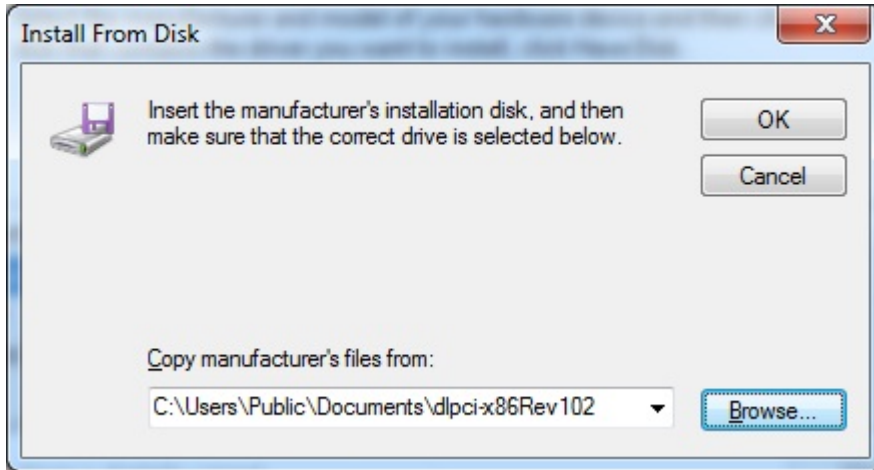 Install From Disk
Insert the manufacturer's installation disk, and then
make sure that the correct drive is selected below.
OK
Cancel
Copy manufacturer's files from:
C:\Users\Public\Documents\dlpci-x86Rev102
Browse...